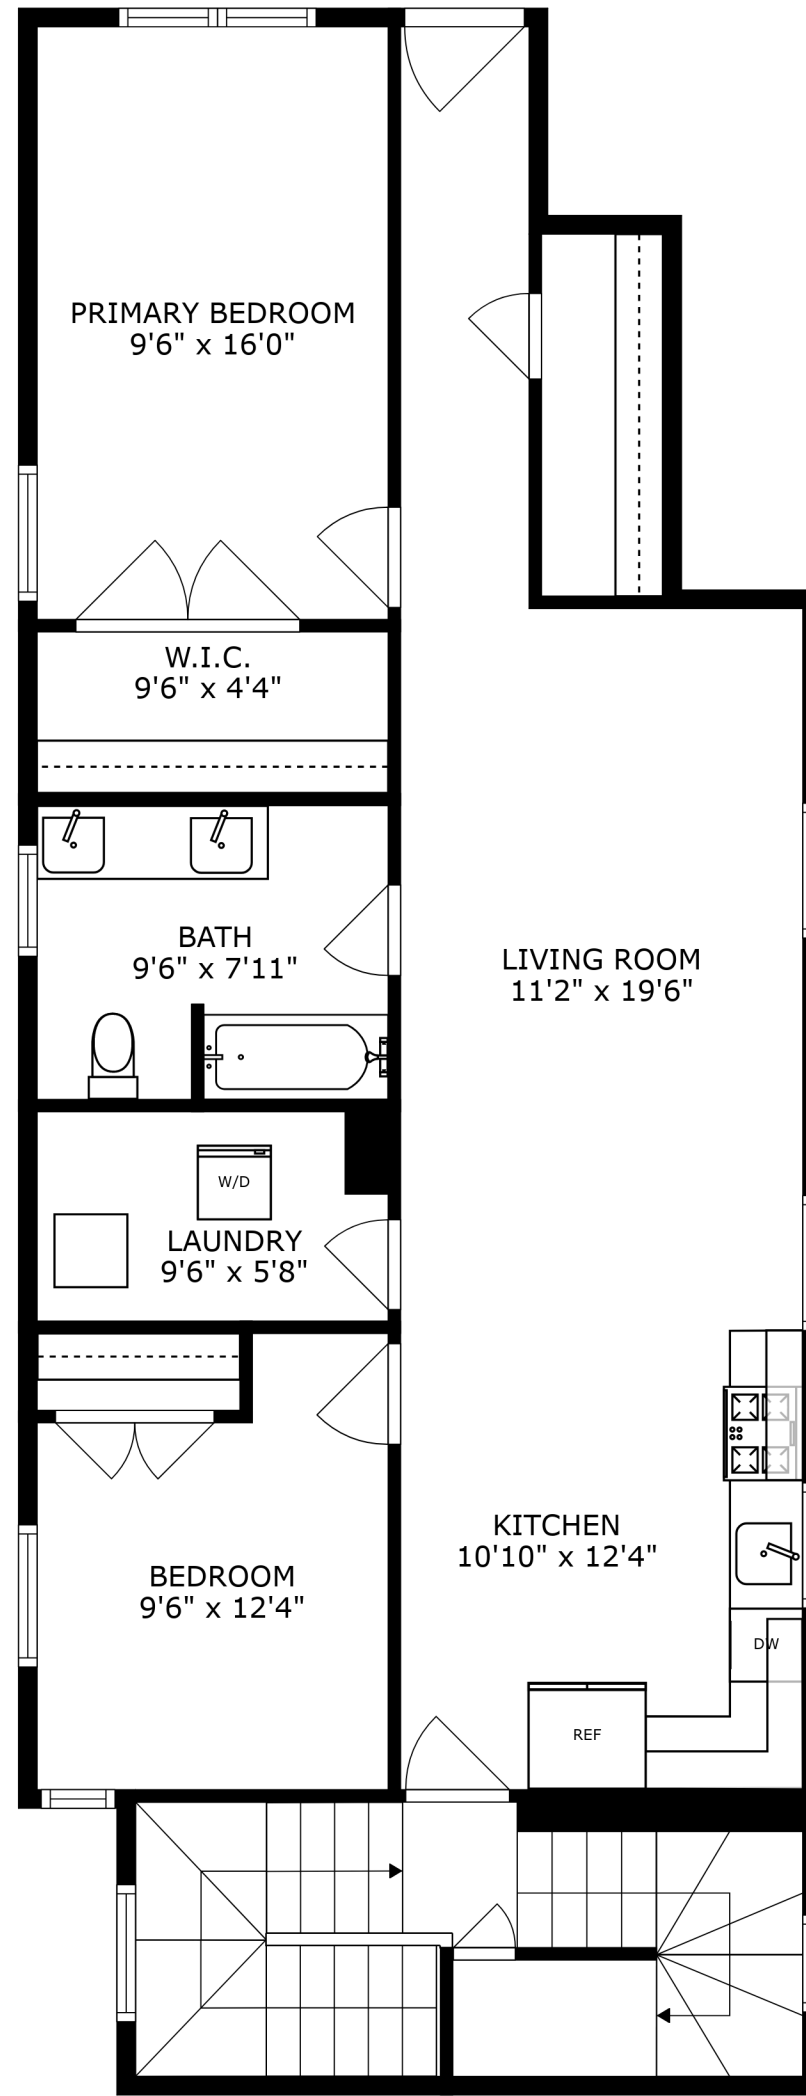 PRIMARY BEDROOM
9'6" x 16'0"
W.I.C.
9'6" x 4'4"
BATH
9'6" x 7'11"
LIVING ROOM
11'2" x 19'6"
W/D
LAUNDRY
9'6" x 5'8"
KITCHEN
10'10" x 12'4"
BEDROOM
9'6" x 12'4"
DW
REF